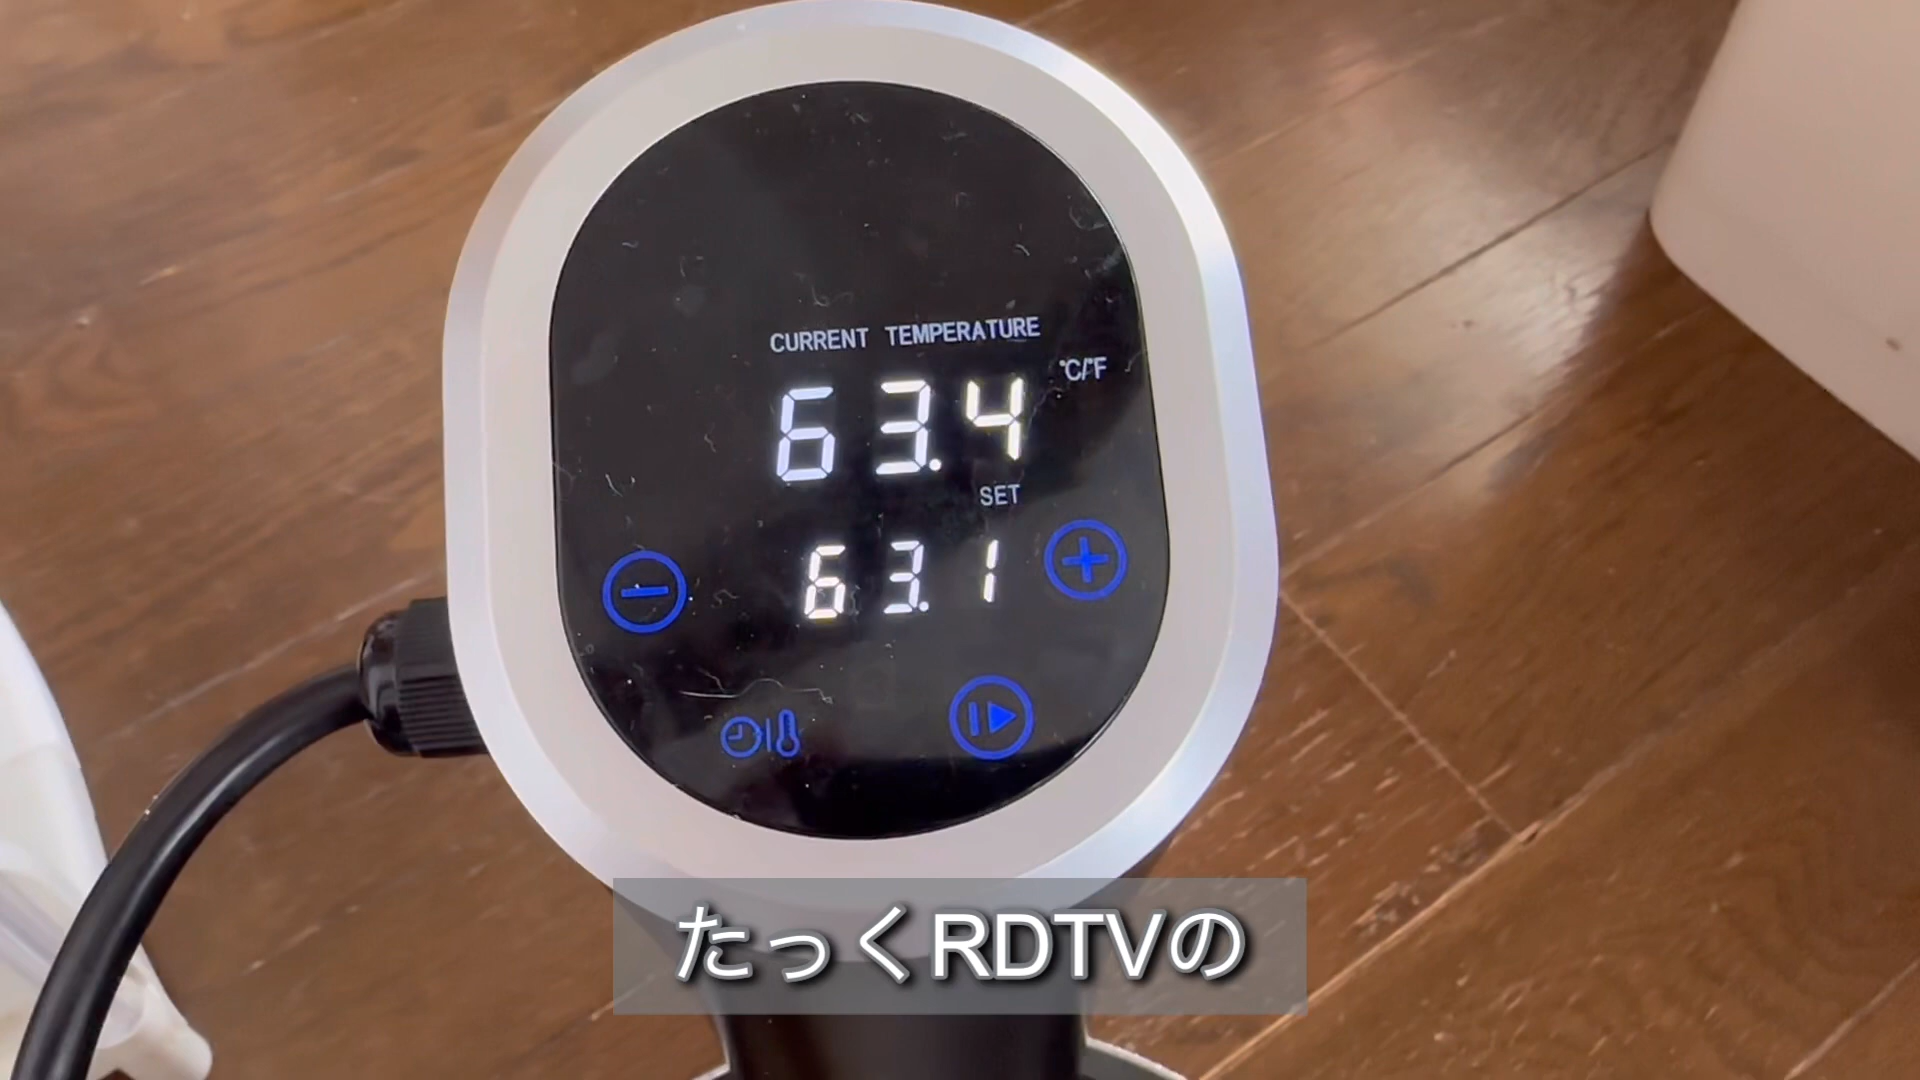 CURRENT TEMPERATURE
℃/℉
63.4
SET
63.1
たっくRDTVの